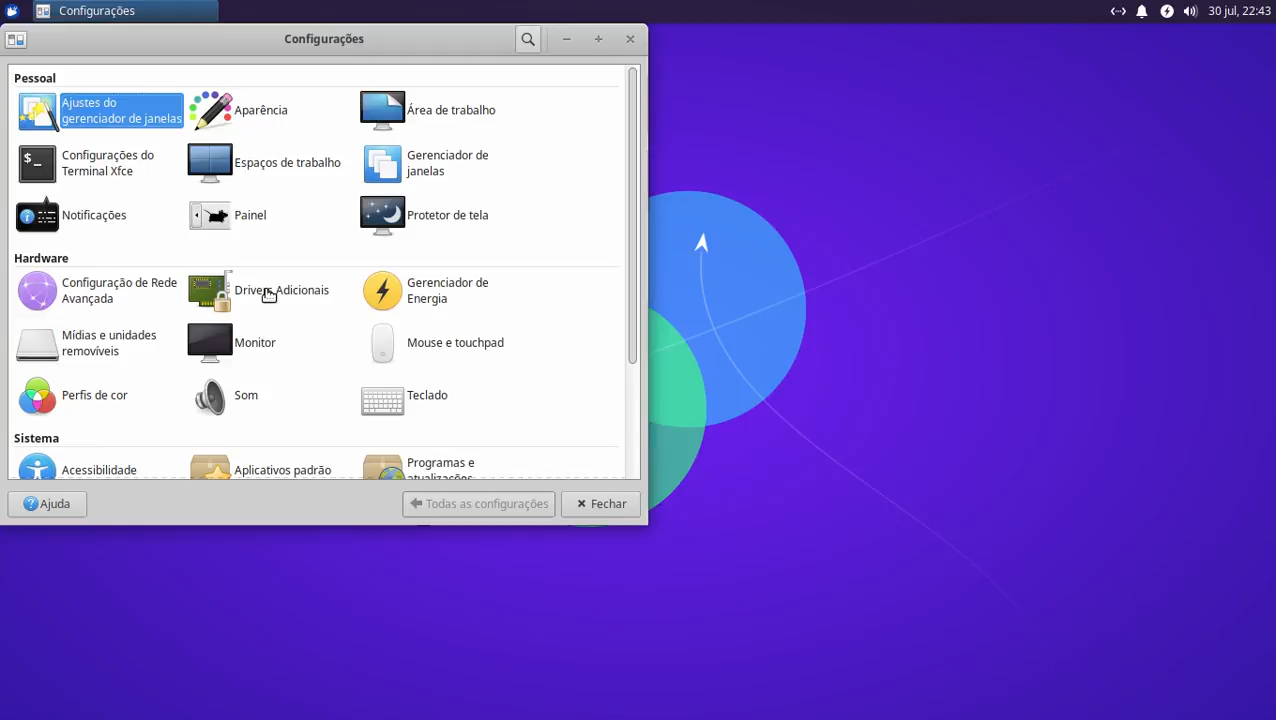 Configurações
30 jul, 22:43
Configurações
Pessoal
Ajustes do
gerenciador de janelas
Aparência
Área de trabalho
$_
Configurações do
Terminal Xfce
Espaços de trabalho
Gerenciador de
janelas
Notificações
Painel
Protetor de tela
Hardware
Configuração de Rede
Avançada
Drivers Adicionais
Gerenciador de
Energia
Mídias e unidades
removíveis
Monitor
Mouse e touchpad
Perfis de cor
Som
Teclado
Sistema
Acessibilidade
Aplicativos padrão
Programas e
atualizações
Ajuda
Todas as configurações
Fechar